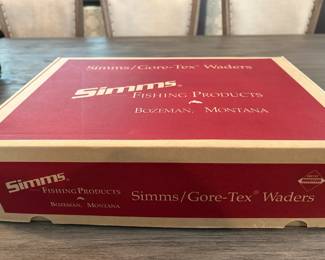 Simms/Gore-Tex® Waders
Simms
Fishing Products
Bozeman, Montana
Simms
Fishing Products
Bozeman, Montana
Simms/Gore-Tex® Waders